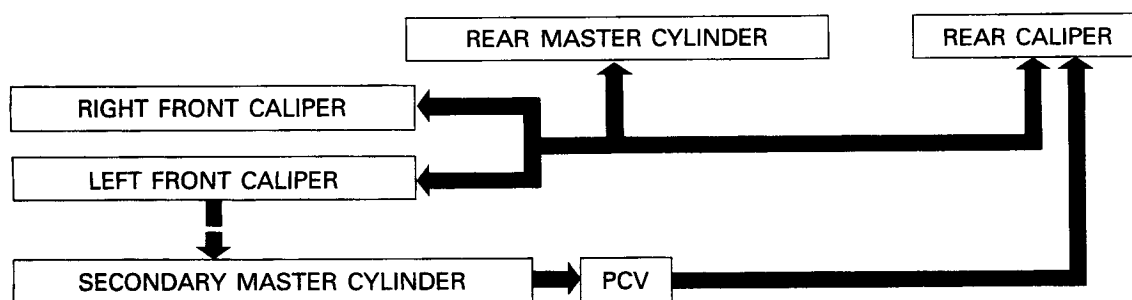 REAR MASTER CYLINDER
REAR CALIPER
RIGHT FRONT CALIPER
LEFT FRONT CALIPER
SECONDARY MASTER CYLINDER
PCV